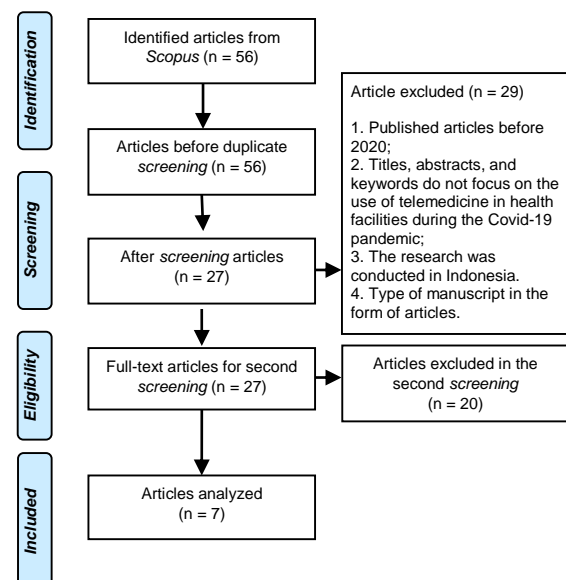 Identification
Identified articles from
Scopus (n = 56)
Articles before duplicate
screening (n = 56)
Screening
After screening articles
(n = 27)
Article excluded (n = 29)
1. Published articles before
2020;
2. Titles, abstracts, and
keywords do not focus on the
use of telemedicine in health
facilities during the Covid-19
pandemic;
3. The research was
conducted in Indonesia.
4. Type of manuscript in the
form of articles.
Eligibility
Full-text articles for second
screening (n = 27)
Articles excluded in the
second screening
(n = 20)
Included
Articles analyzed
(n = 7)